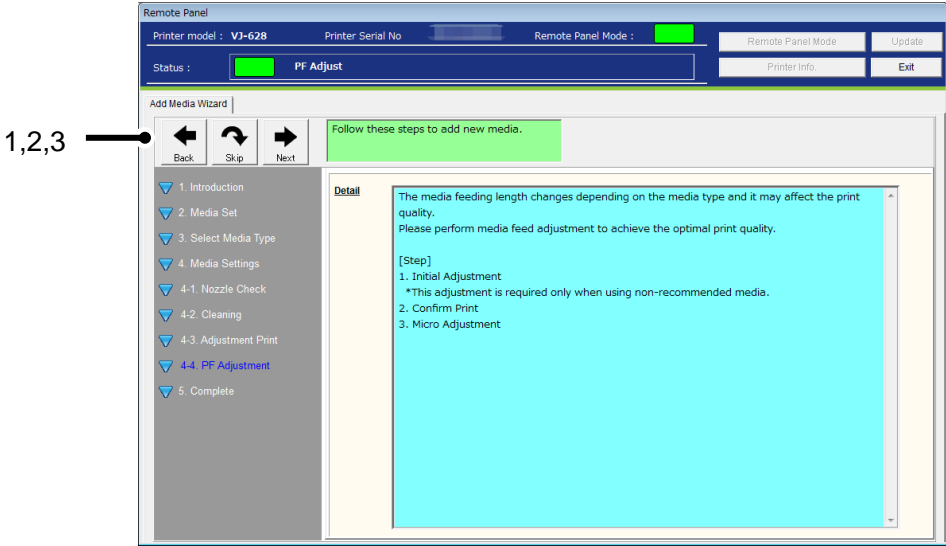 Remote Panel
Printer model : VJ-628 Printer Serial No Remote Panel Mode :
Remote Panel Mode Update
Status : PF Adjust
Printer Info. Exit
Add Media Wizard
1,2,3
Back Skip Next
Follow these steps to add new media.
1. Introduction
2. Media Set
3. Select Media Type
4. Media Settings
4-1. Nozzle Check
4-2. Cleaning
4-3. Adjustment Print
4-4. PF Adjustment
5. Complete
Detail
The media feeding length changes depending on the media type and it may affect the print
quality.
Please perform media feed adjustment to achieve the optimal print quality.
[Step]
1. Initial Adjustment
*This adjustment is required only when using non-recommended media.
2. Confirm Print
3. Micro Adjustment